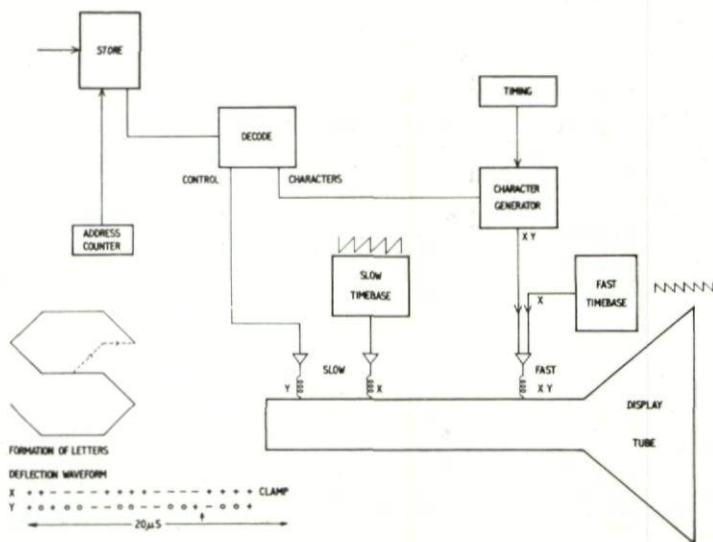 STORE
TIMING
DECODE
CONTROL
CHARACTERS
CHARACTER
GENERATOR
ADDRESS
COUNTER
X Y
SLOW
TIMEBASE
X
FAST
TIMEBASE
SLOW
FAST
Y
X
X Y
DISPLAY
TUBE
FORMATION OF LETTERS
DEFLECTION WAVEFORM
X + + - - - - + + + + - - - - + + + + CLAMP
Y + o + o o - - o o - - o o + - o o +
20µS